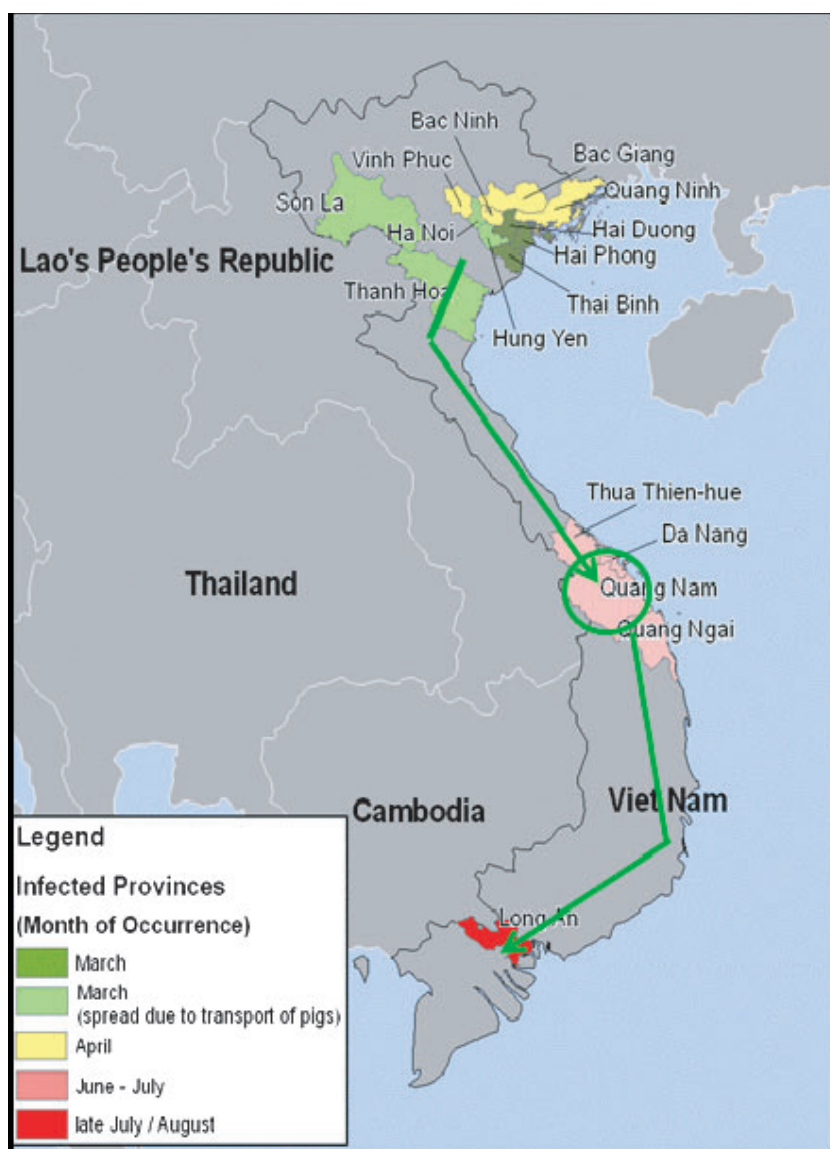 Bac Ninh
Vinh Phuc
Bac Giang
Quang Ninh
Son La
Ha Noi
Hai Duong
Hai Phong
Lao's People's Republic
Thanh Hoa
Thai Binh
Hung Yen
Thua Thien-hue
Da Nang
Thailand
Quang Nam
Quang Ngai
Cambodia
Viet Nam
Long An
Legend
Infected Provinces
(Month of Occurrence)
March
March
(spread due to transport of pigs)
April
June - July
late July / August